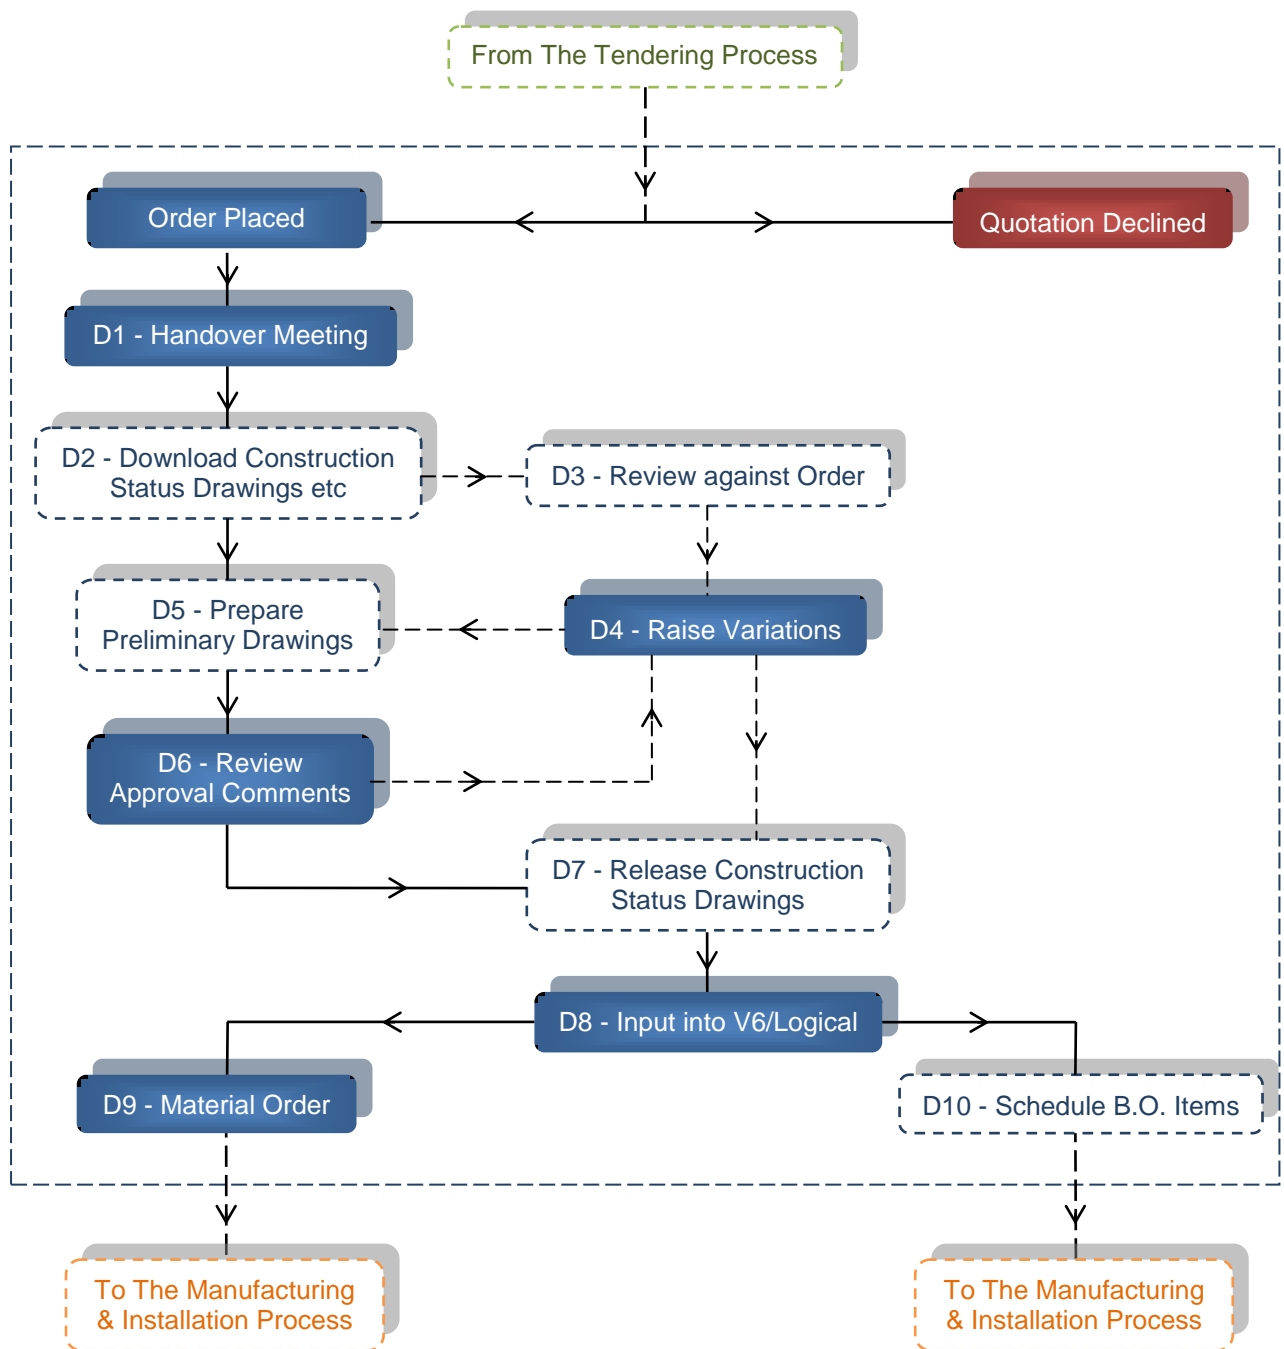 From The Tendering Process
Order Placed
Quotation Declined
D1 - Handover Meeting
D2 - Download Construction
Status Drawings etc
D3 - Review against Order
D5 - Prepare
Preliminary Drawings
D4 - Raise Variations
D6 - Review
Approval Comments
D7 - Release Construction
Status Drawings
D8 - Input into V6/Logical
D9 - Material Order
D10 - Schedule B.O. Items
To The Manufacturing
& Installation Process
To The Manufacturing
& Installation Process